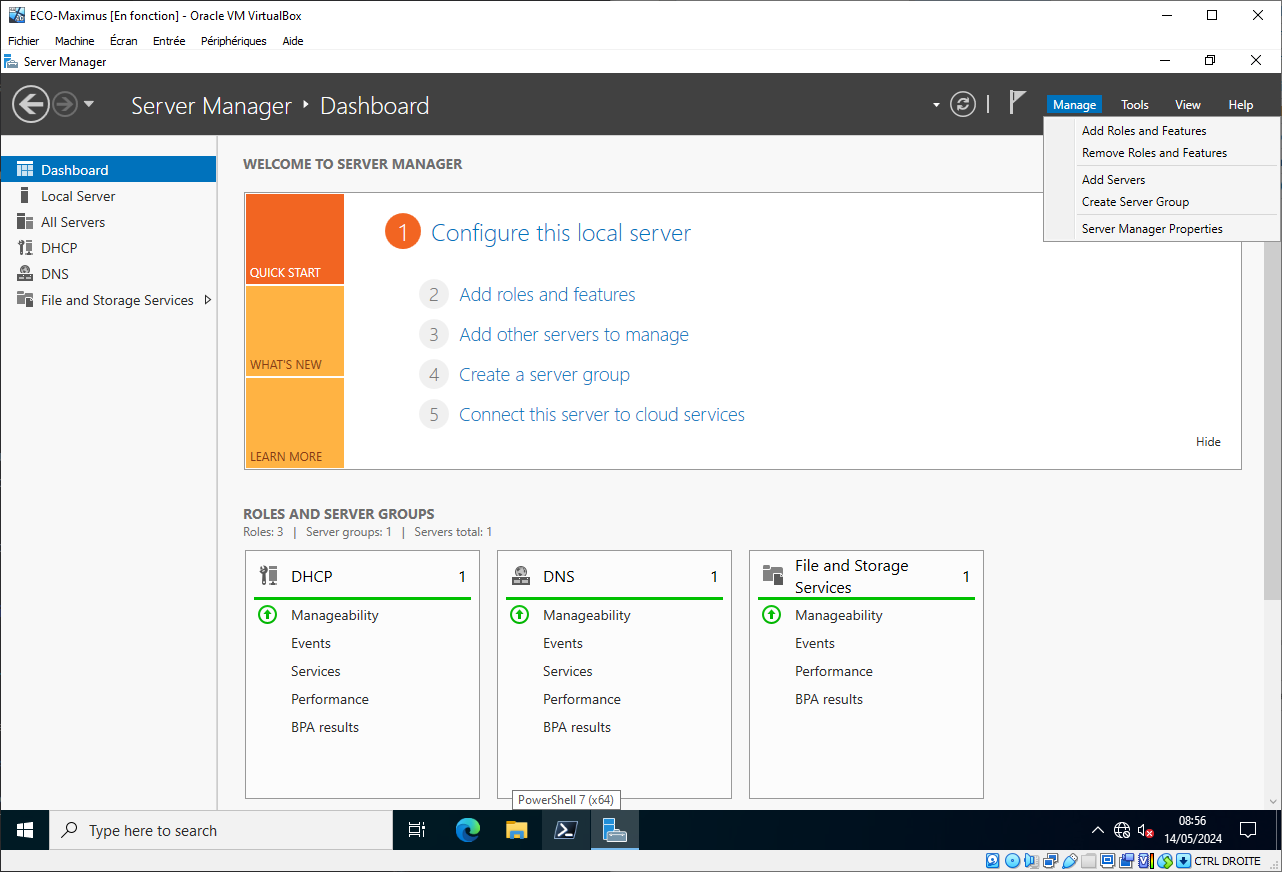 ECO-Maximus [En fonction] - Oracle VM VirtualBox
Fichier Machine Écran Entrée Périphériques Aide
Server Manager
Server Manager Dashboard
Manage Tools View Help
Add Roles and Features
Remove Roles and Features
Add Servers
Create Server Group
Server Manager Properties
Dashboard
Local Server
All Servers
DHCP
DNS
File and Storage Services
WELCOME TO SERVER MANAGER
QUICK START
WHAT'S NEW
LEARN MORE
1 Configure this local server
2 Add roles and features
3 Add other servers to manage
4 Create a server group
5 Connect this server to cloud services
Hide
ROLES AND SERVER GROUPS
Roles: 3 | Server groups: 1 | Servers total: 1
DHCP 1
Manageability
Events
Services
Performance
BPA results
DNS 1
Manageability
Events
Services
Performance
BPA results
File and Storage
Services 1
Manageability
Events
Performance
BPA results
PowerShell 7 (x64)
Type here to search
08:56
14/05/2024
CTRL DROITE